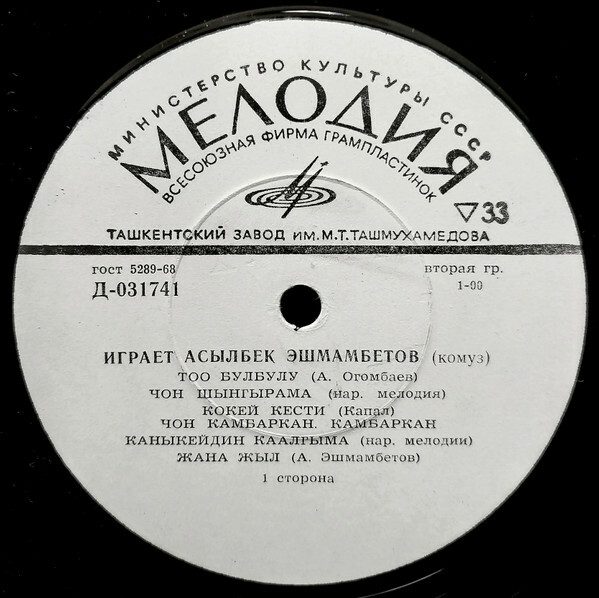 МИНИСТЕРСТВО КУЛЬТУРЫ СССР
МЕЛОДИЯ
ВСЕСОЮЗНАЯ ФИРМА ГРАМПЛАСТИНОК
▽33
ТАШКЕНТСКИЙ ЗАВОД ИМ. М.Т. ТАШМУХАМЕДОВА
гост 5289-68
вторая гр.
Д-031741
1-00
ИГРАЕТ АСЫЛБЕК ЭШМАМБЕТОВ (комуз)
ТОО БУЛБУЛУ (А. Огомбаев)
ЧОН ШЫНГЫРАМА (нар. мелодия)
КОКЕЙ КЕСТИ (Капал)
ЧОН КАМБАРКАН. КАМБАРКАН
КАНЫКЕЙДИН КААЛГЫМА (нар. мелодии)
ЖАНА ЖЫЛ (А. Эшмамбетов)
1 сторона